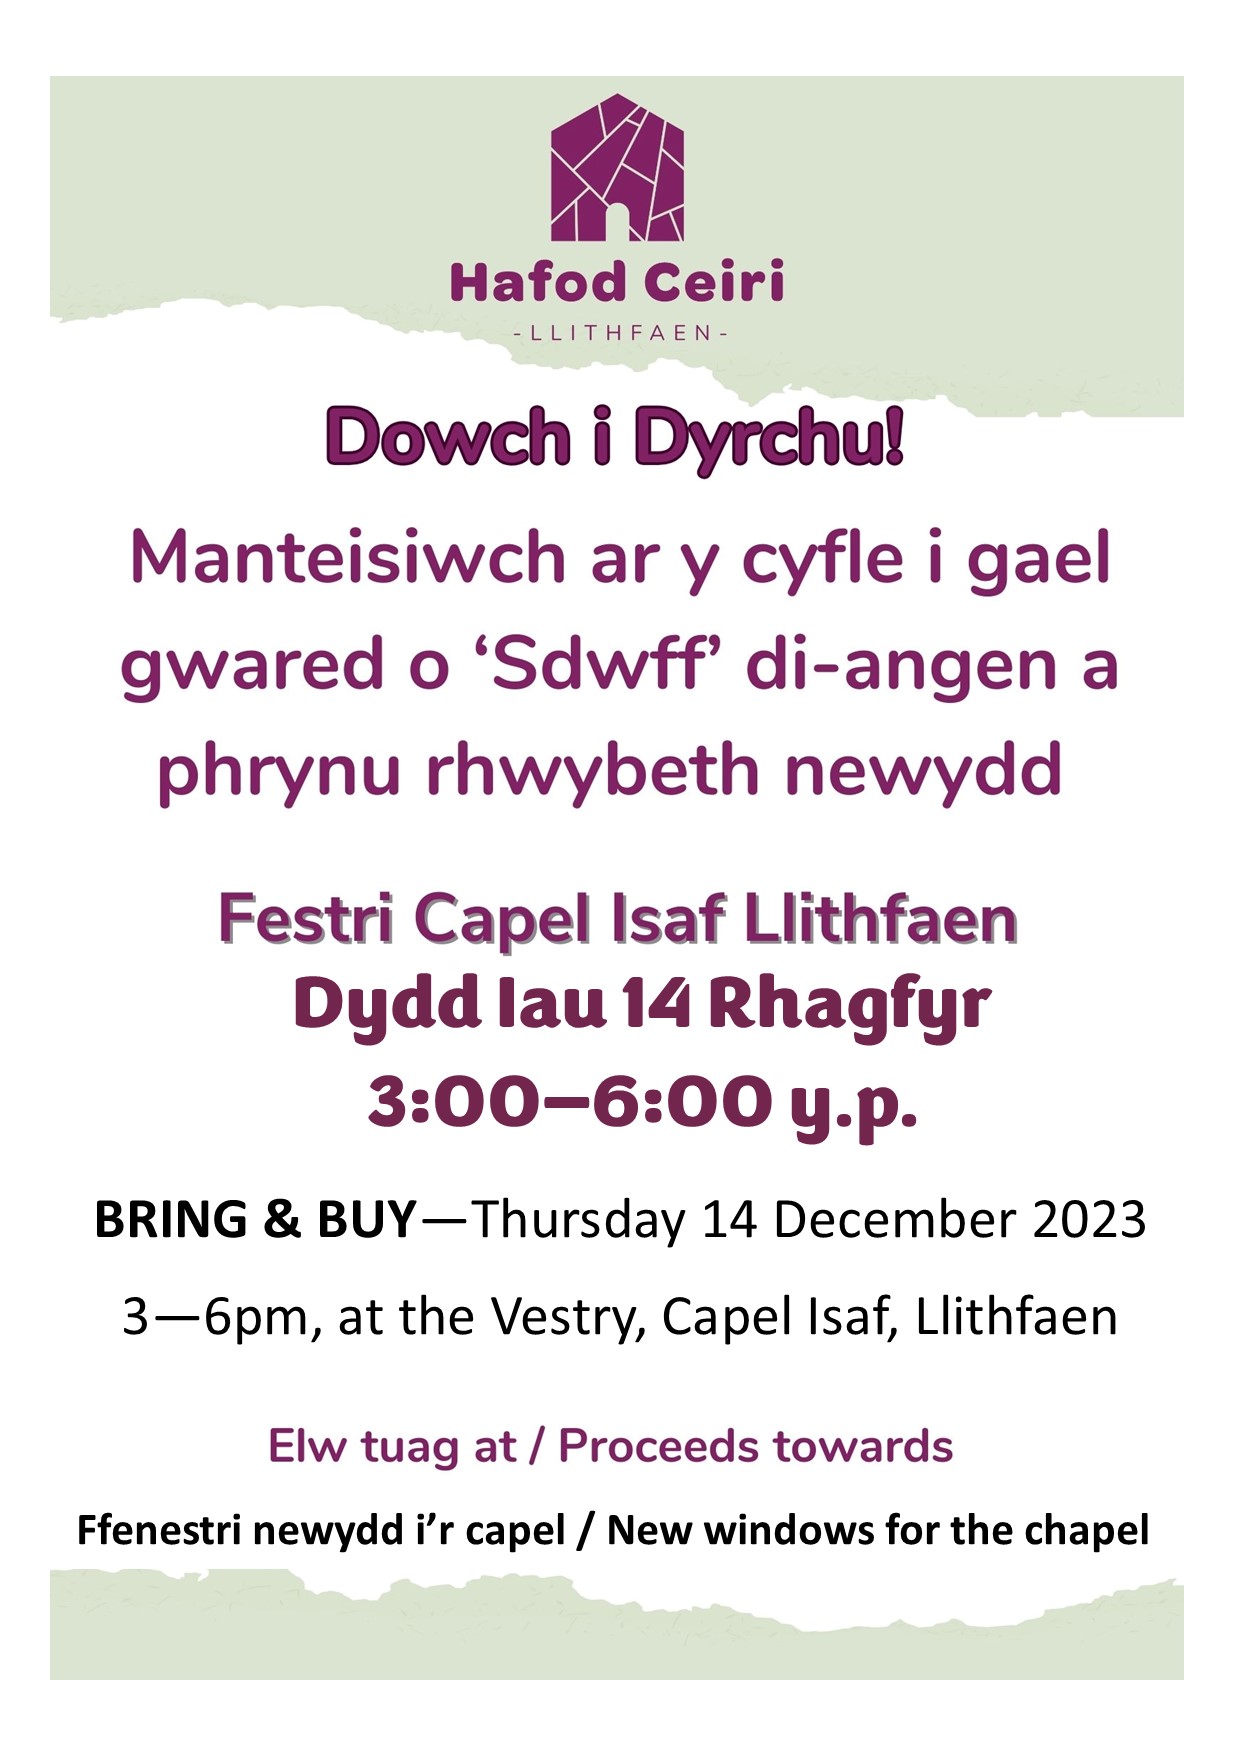 Hafod Ceiri
-LLITHFAEN-
Dowch i Dyrchu!
Manteisiwch ar y cyfle i gael
gwared o ‘Sdwff’ di-angen a
phrynu rhwybeth newydd
Festri Capel Isaf Llithfaen
Dydd Iau 14 Rhagfyr
3:00—6:00 y.p.
BRING & BUY—Thursday 14 December 2023
3—6pm, at the Vestry, Capel Isaf, Llithfaen
Elw tuag at / Proceeds towards
Ffenestri newydd i’r capel / New windows for the chapel